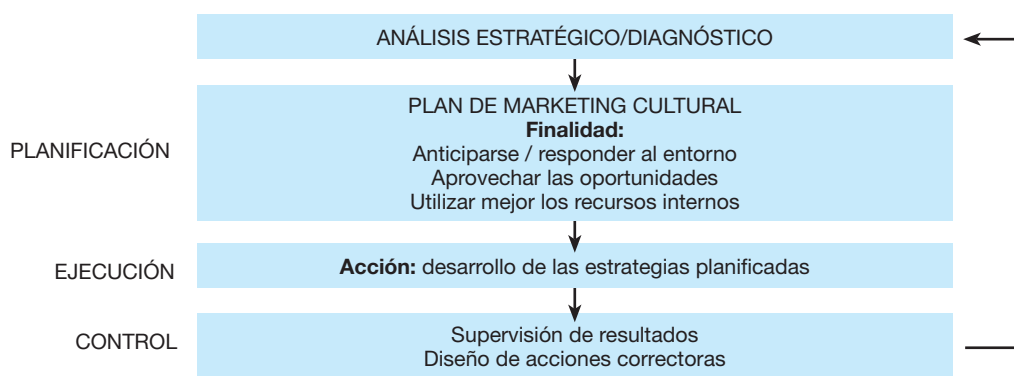 ANÁLISIS ESTRATÉGICO/DIAGNÓSTICO
PLANIFICACIÓN
PLAN DE MARKETING CULTURAL
Finalidad:
Anticiparse / responder al entorno
Aprovechar las oportunidades
Utilizar mejor los recursos internos
EJECUCIÓN
Acción: desarrollo de las estrategias planificadas
CONTROL
Supervisión de resultados
Diseño de acciones correctoras